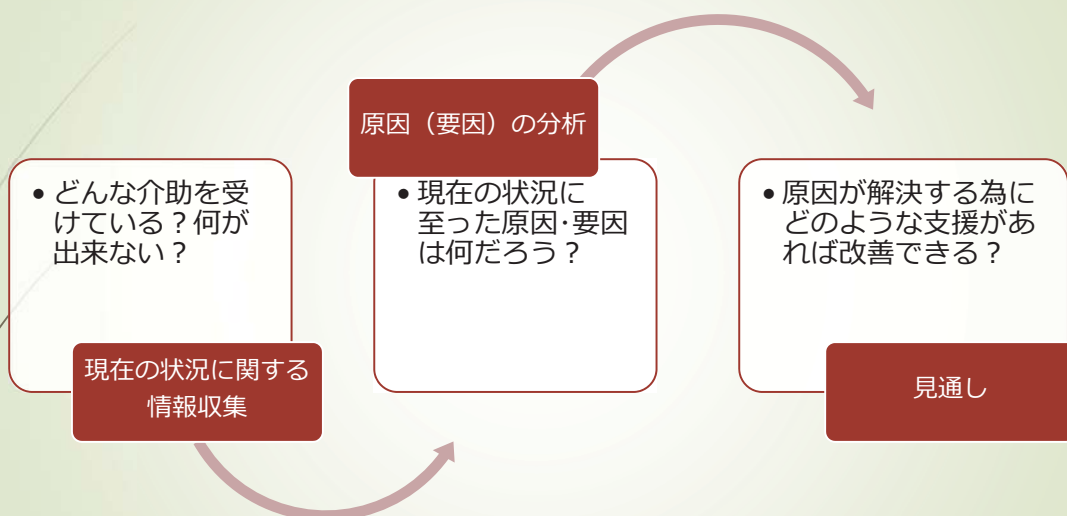 • どんな介助を受
けている？何が
出来ない？
現在の状況に関する
情報収集
原因（要因）の分析
• 現在の状況に
至った原因･要因
は何だろう？
• 原因が解決する為に
どのような支援があ
れば改善できる？
見通し